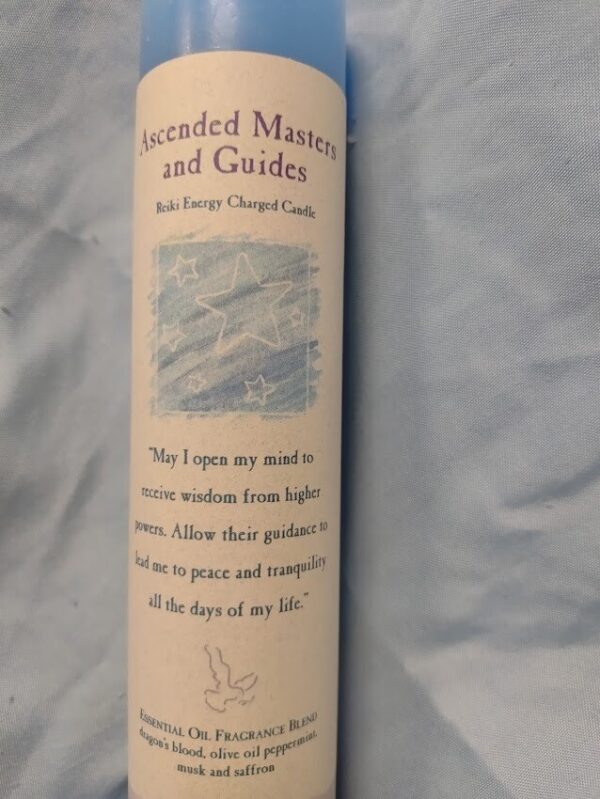 Ascended Masters
and Guides
Reiki Energy Charged Candle
"May I open my mind to
receive wisdom from higher
powers. Allow their guidance to
lead me to peace and tranquility
all the days of my life."
Essential Oil Fragrance Blend
dragon's blood, olive oil peppermint,
musk and saffron